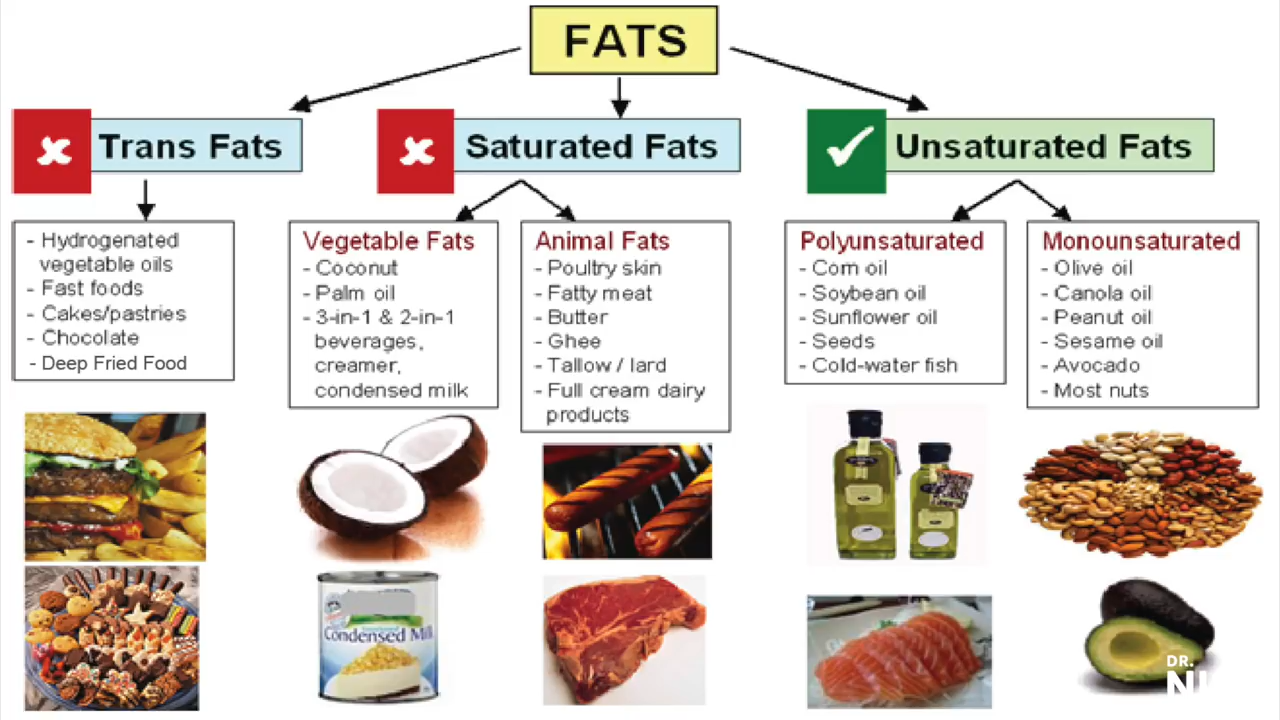 FATS
Trans Fats
Saturated Fats
Unsaturated Fats
- Hydrogenated
vegetable oils
- Fast foods
- Cakes/pastries
- Chocolate
- Deep Fried Food
Vegetable Fats
- Coconut
- Palm oil
- 3-in-1 & 2-in-1
beverages,
creamer,
condensed milk
Animal Fats
- Poultry skin
- Fatty meat
- Butter
- Ghee
- Tallow / lard
- Full cream dairy
products
Polyunsaturated
- Corn oil
- Soybean oil
- Sunflower oil
- Seeds
- Cold-water fish
Monounsaturated
- Olive oil
- Canola oil
- Peanut oil
- Sesame oil
- Avocado
- Most nuts
Condensed Milk
DR.